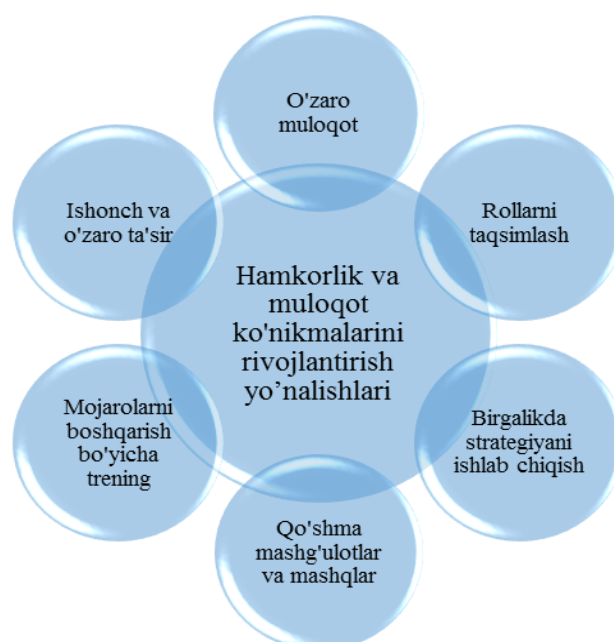 O'zaro
muloqot
Ishonch va
o'zaro ta'sir
Rollarni
taqsimlash
Hamkorlik va
muloqot
ko'nikmalarini
rivojlantirish
yo’nalishlari
Mojarolarni
boshqarish
bo'yicha
trening
Birgalikda
strategiyani
ishlab chiqish
Qo'shma
mashg'ulotlar
va mashqlar